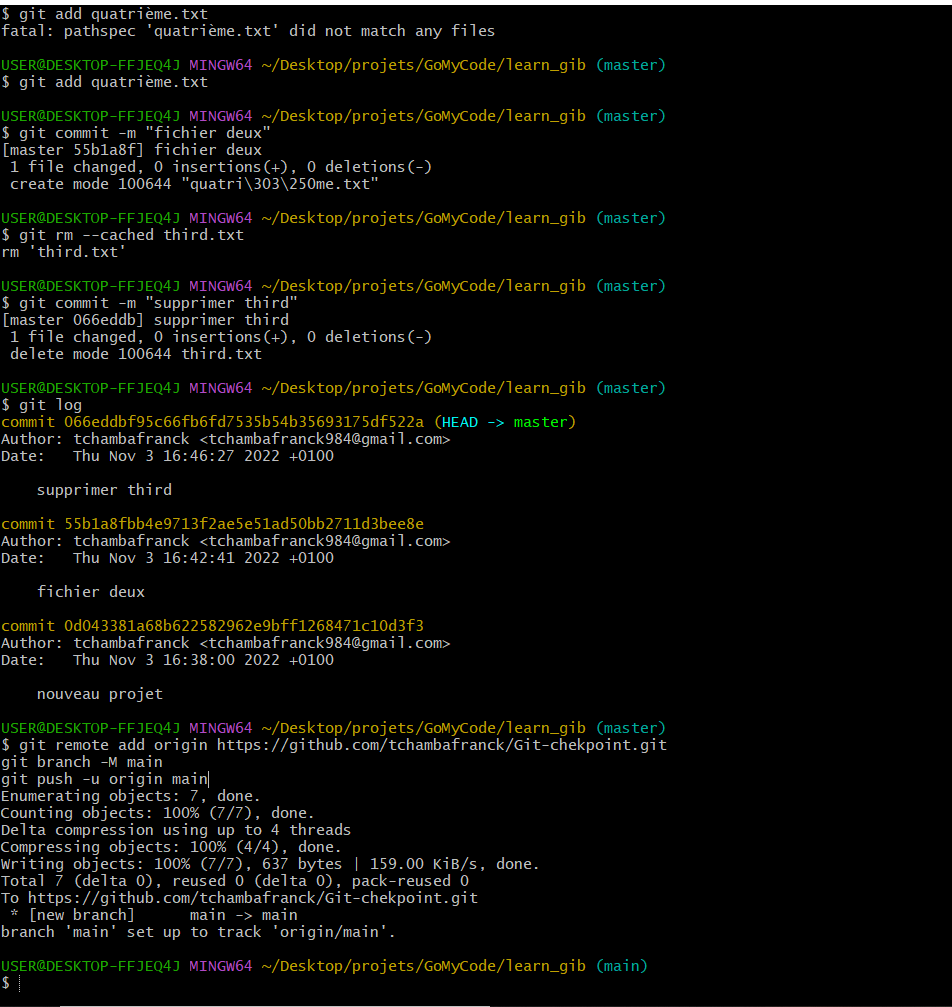 $ git add quatrième.txt
fatal: pathspec 'quatrième.txt' did not match any files
USER@DESKTOP-FFJEQ4J MINGW64 ~/Desktop/projets/GoMyCode/learn_gib (master)
$ git add quatrième.txt
USER@DESKTOP-FFJEQ4J MINGW64 ~/Desktop/projets/GoMyCode/learn_gib (master)
$ git commit -m "fichier deux"
[master 55b1a8f] fichier deux
 1 file changed, 0 insertions(+), 0 deletions(-)
 create mode 100644 "quatri\303\250me.txt"
USER@DESKTOP-FFJEQ4J MINGW64 ~/Desktop/projets/GoMyCode/learn_gib (master)
$ git rm --cached third.txt
rm 'third.txt'
USER@DESKTOP-FFJEQ4J MINGW64 ~/Desktop/projets/GoMyCode/learn_gib (master)
$ git commit -m "supprimer third"
[master 066eddb] supprimer third
 1 file changed, 0 insertions(+), 0 deletions(-)
 delete mode 100644 third.txt
USER@DESKTOP-FFJEQ4J MINGW64 ~/Desktop/projets/GoMyCode/learn_gib (master)
$ git log
commit 066eddbf95c66fb6fd7535b54b35693175df522a (HEAD -> master)
Author: tchambafranck <tchambafranck984@gmail.com>
Date:   Thu Nov 3 16:46:27 2022 +0100
    supprimer third
commit 55b1a8fbb4e9713f2ae5e51ad50bb2711d3bee8e
Author: tchambafranck <tchambafranck984@gmail.com>
Date:   Thu Nov 3 16:42:41 2022 +0100
    fichier deux
commit 0d043381a68b622582962e9bff1268471c10d3f3
Author: tchambafranck <tchambafranck984@gmail.com>
Date:   Thu Nov 3 16:38:00 2022 +0100
    nouveau projet
USER@DESKTOP-FFJEQ4J MINGW64 ~/Desktop/projets/GoMyCode/learn_gib (master)
$ git remote add origin https://github.com/tchambafranck/Git-chekpoint.git
git branch -M main
git push -u origin main
Enumerating objects: 7, done.
Counting objects: 100% (7/7), done.
Delta compression using up to 4 threads
Compressing objects: 100% (4/4), done.
Writing objects: 100% (7/7), 637 bytes | 159.00 KiB/s, done.
Total 7 (delta 0), reused 0 (delta 0), pack-reused 0
To https://github.com/tchambafranck/Git-chekpoint.git
 * [new branch]      main -> main
branch 'main' set up to track 'origin/main'.
USER@DESKTOP-FFJEQ4J MINGW64 ~/Desktop/projets/GoMyCode/learn_gib (main)
$